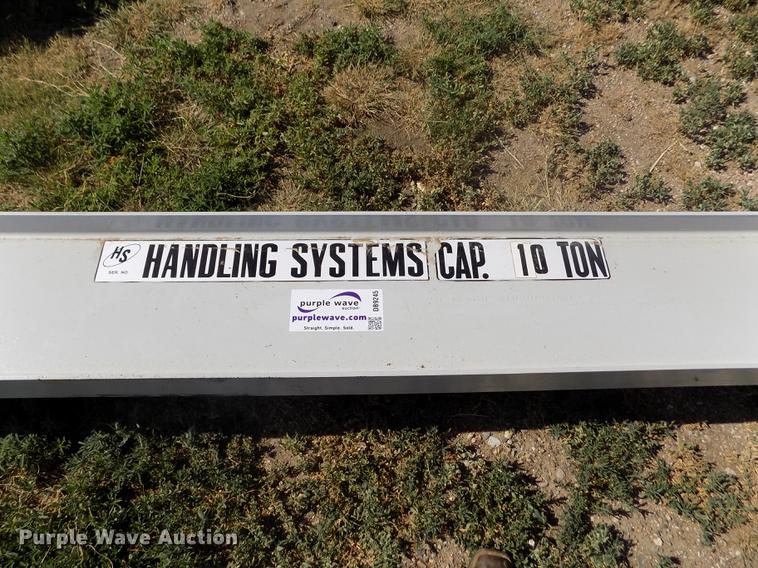 HS
SER. NO.
HANDLING SYSTEMS CAP. 10 TON
purple wave
auction
purplewave.com
Straight. Simple. Sold.
DB9245
Purple Wave Auction